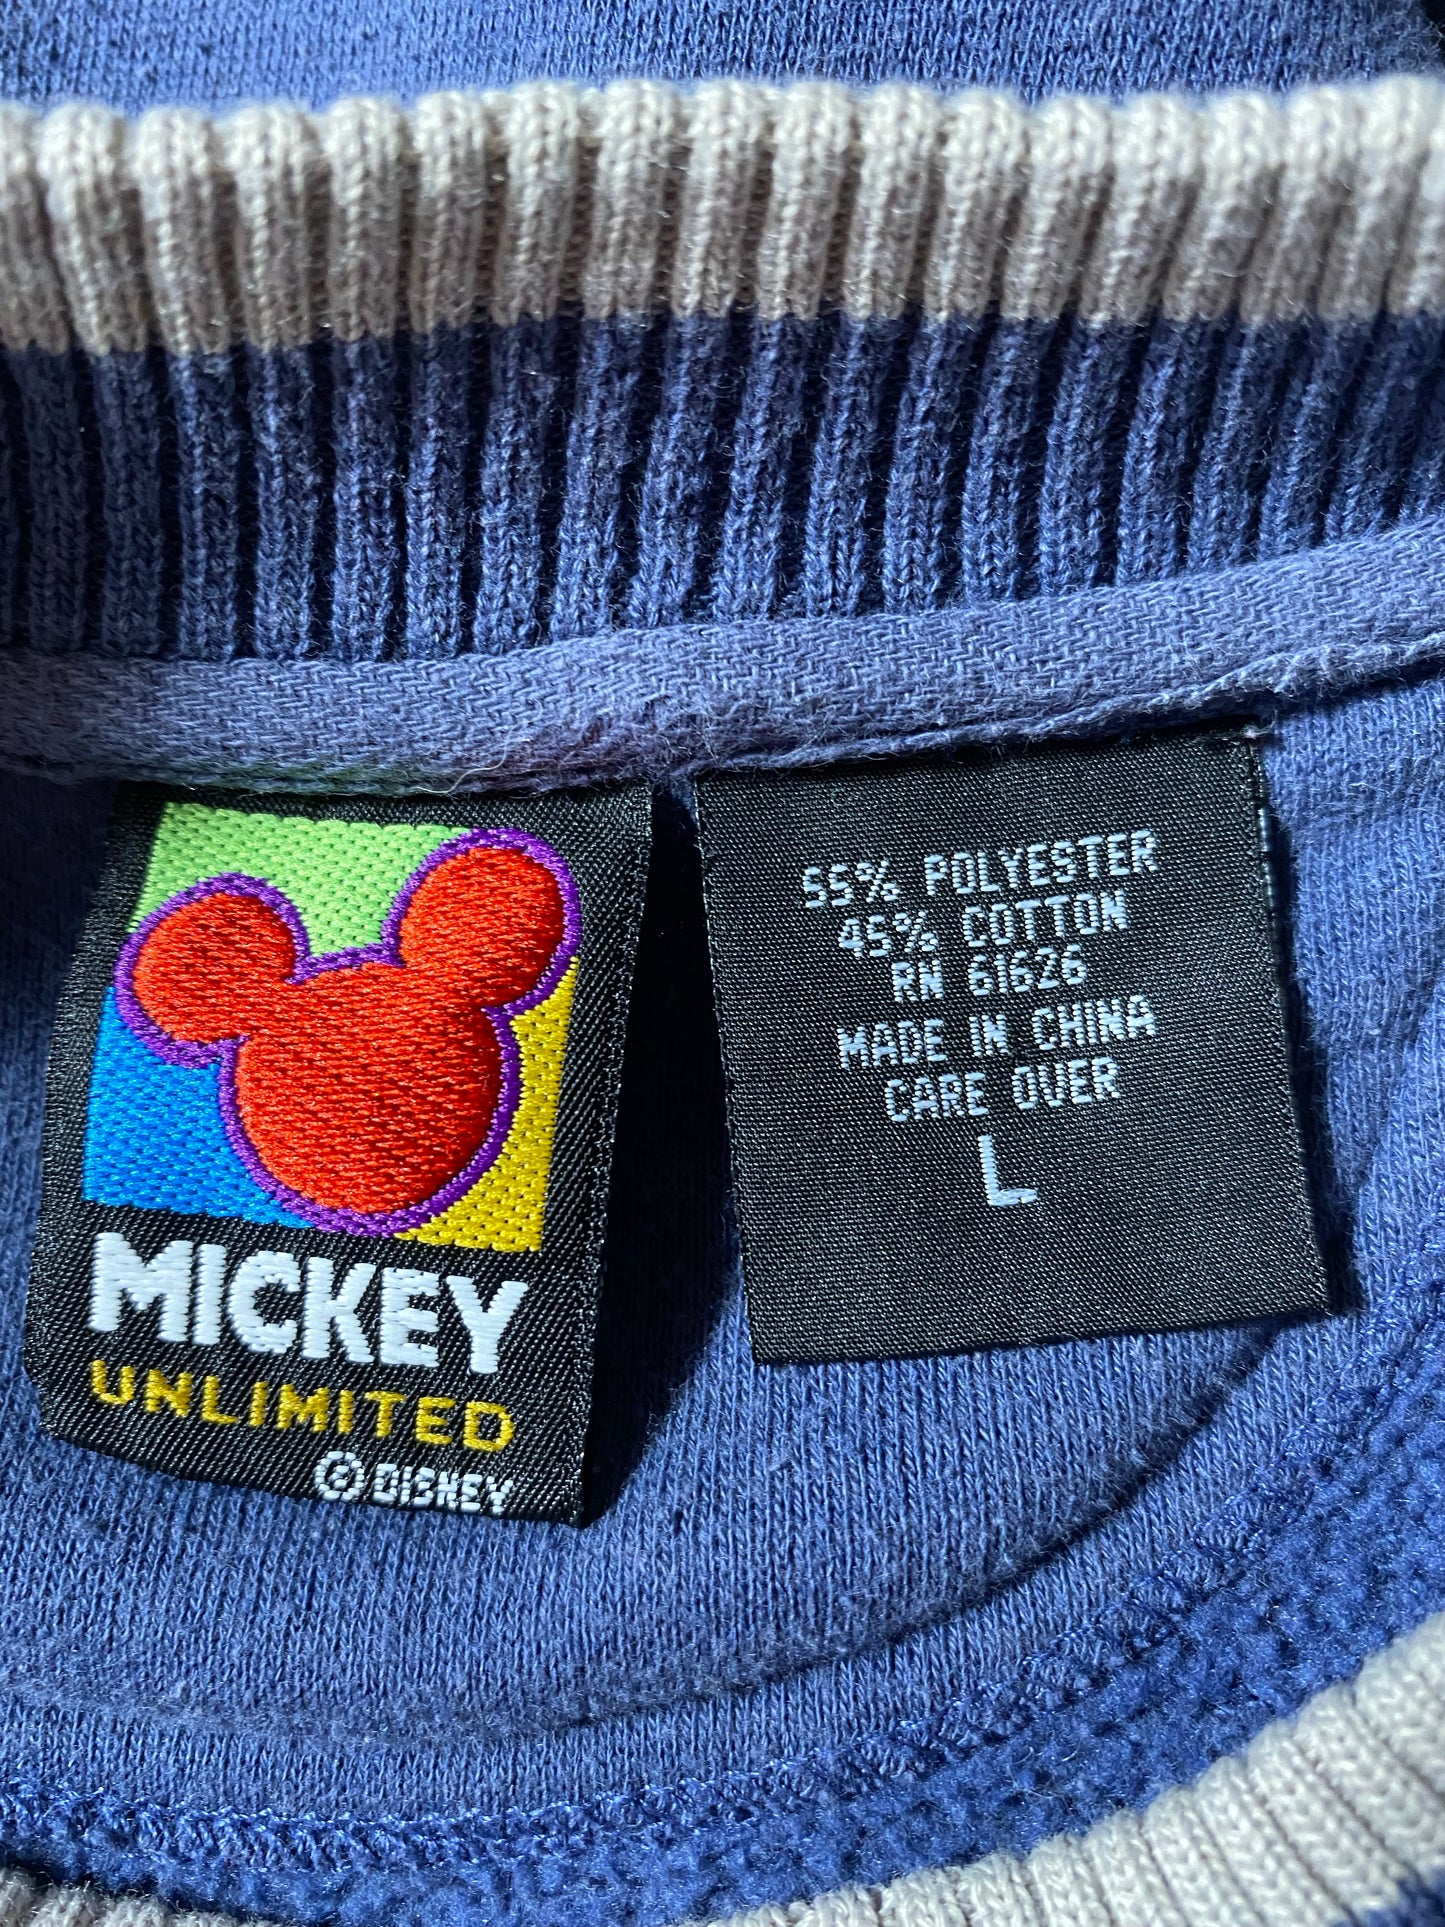 MICKEY
UNLIMITED
© DISNEY
55% POLYESTER
45% COTTON
RN 61626
MADE IN CHINA
CARE OVER
L